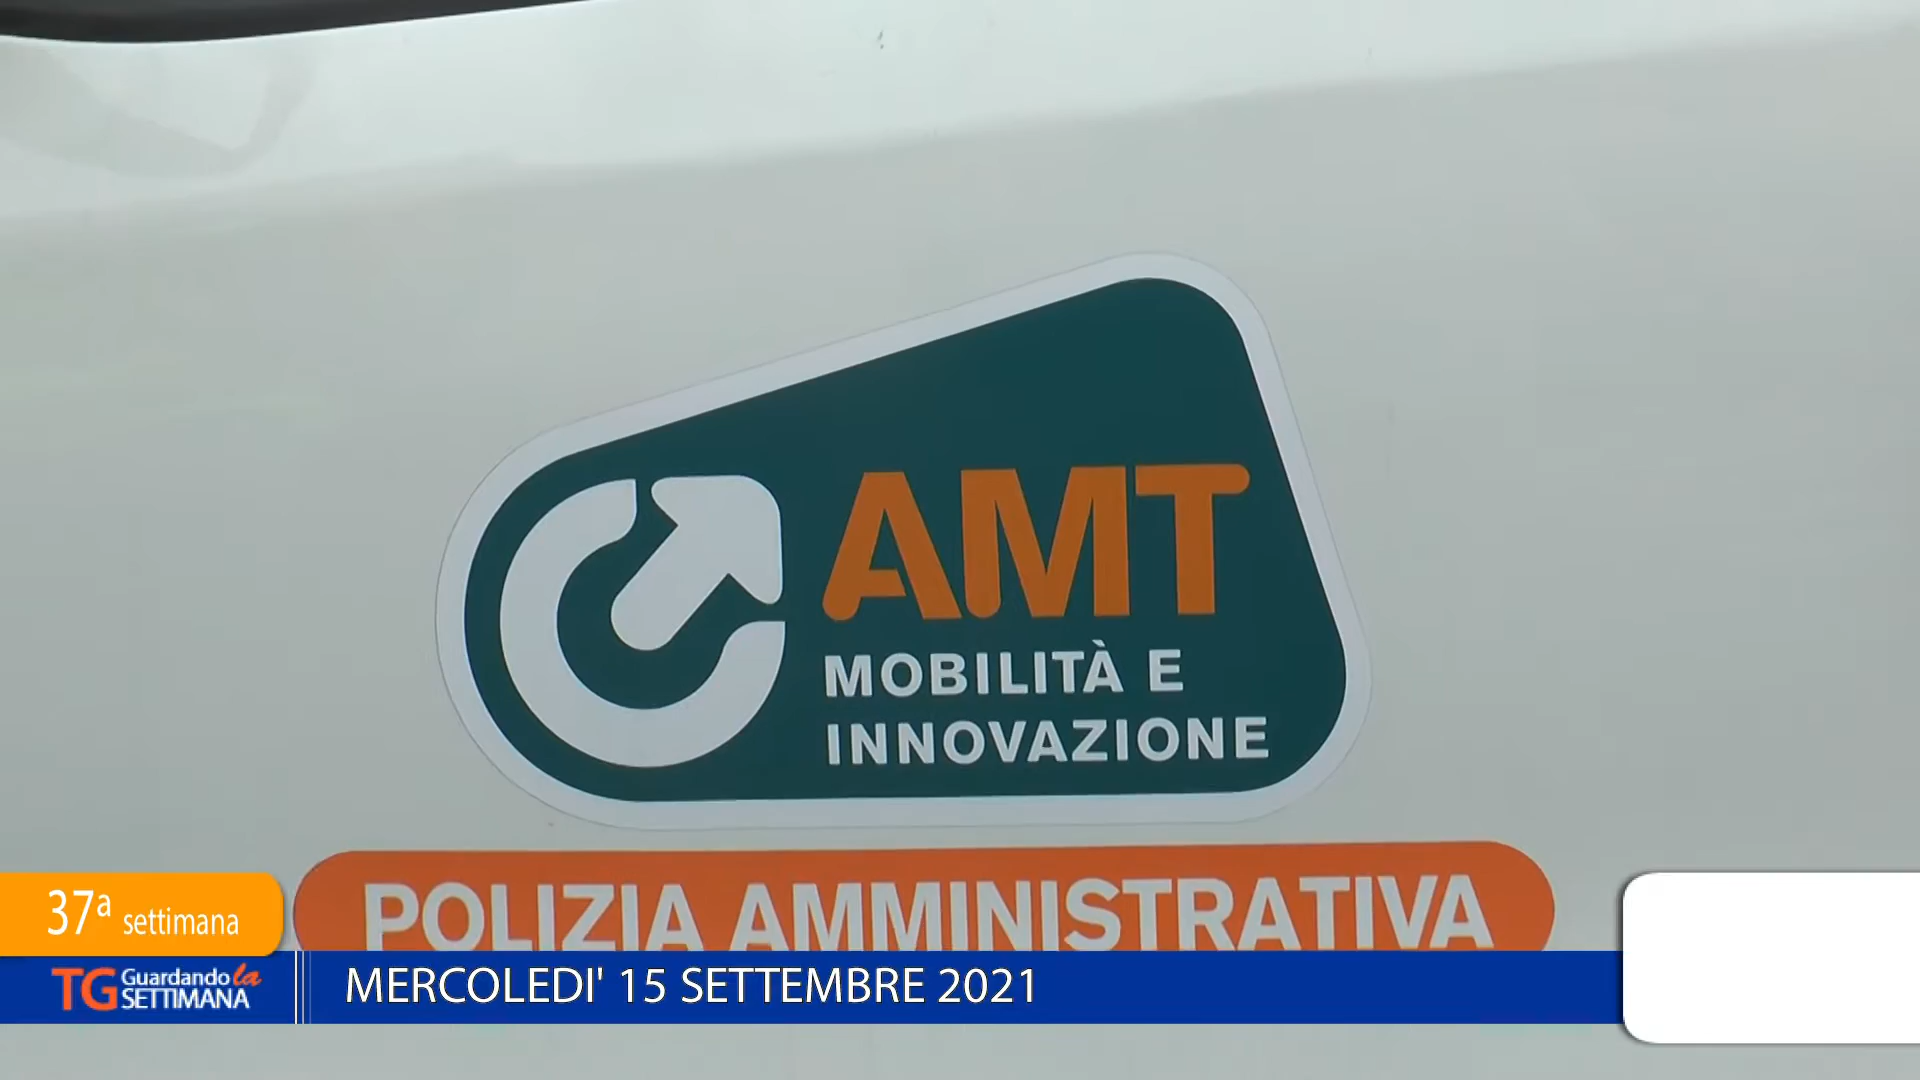 AMT
MOBILITÀ E
INNOVAZIONE
POLIZIA AMMINISTRATIVA
37ª settimana
TG Guardando la
SETTIMANA
MERCOLEDI' 15 SETTEMBRE 2021